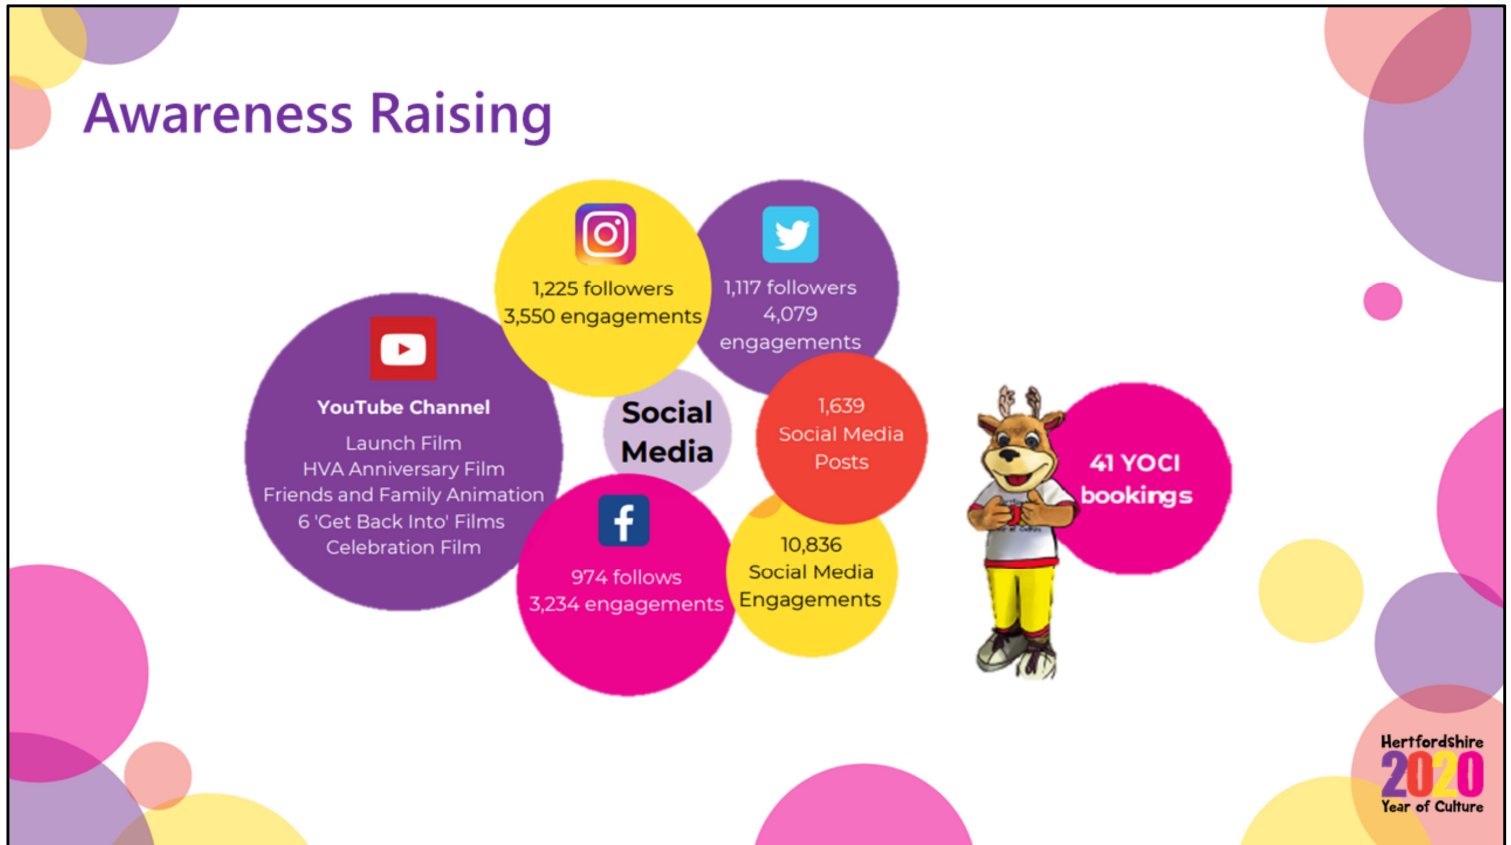 Awareness Raising
1,225 followers
3,550 engagements
1,117 followers
4,079
engagements
YouTube Channel
Launch Film
HVA Anniversary Film
Friends and Family Animation
6 'Get Back Into' Films
Celebration Film
Social
Media
1,639
Social Media
Posts
974 follows
3,234 engagements
10,836
Social Media
Engagements
41 YOCI
bookings
Hertfordshire
2020
Year of Culture